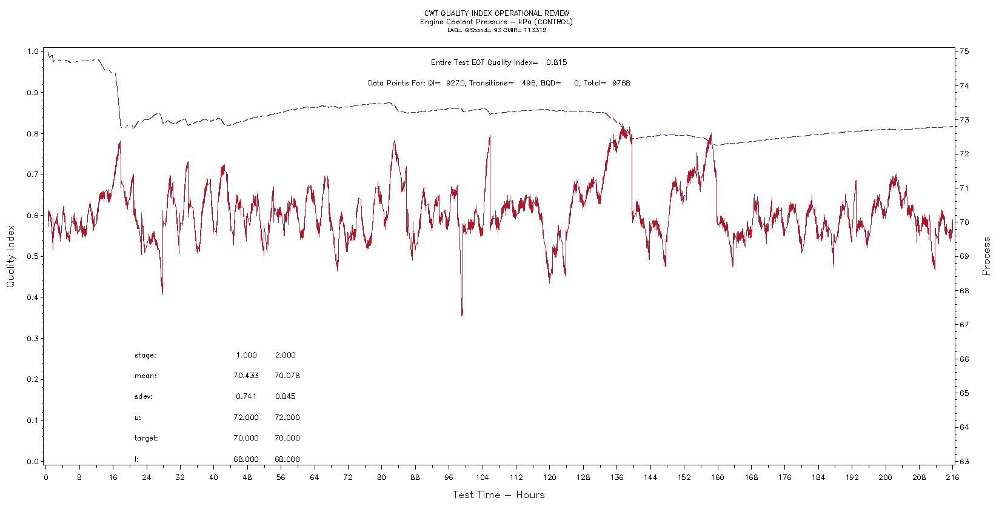 CWT QUALITY INDEX OPERATIONAL REVIEW
Engine Coolant Pressure - kPa (CONTROL)
LAB= G Stand= 93 CMIR= 113312
Entire Test EOT Quality Index= 0.815
Data Points For: QI= 9270, Transitions= 498, BQD= 0, Total= 9768
1.0
0.9
0.8
0.7
0.6
0.5
0.4
0.3
0.2
0.1
0.0
Quality Index
75
74
73
72
71
70
69
68
67
66
65
64
63
Process
stage: 1.000 2.000
mean: 70.433 70.078
sdev: 0.741 0.845
u: 72.000 72.000
target: 70.000 70.000
l: 68.000 68.000
0 8 16 24 32 40 48 56 64 72 80 88 96 104 112 120 128 136 144 152 160 168 176 184 192 200 208 216
Test Time - Hours